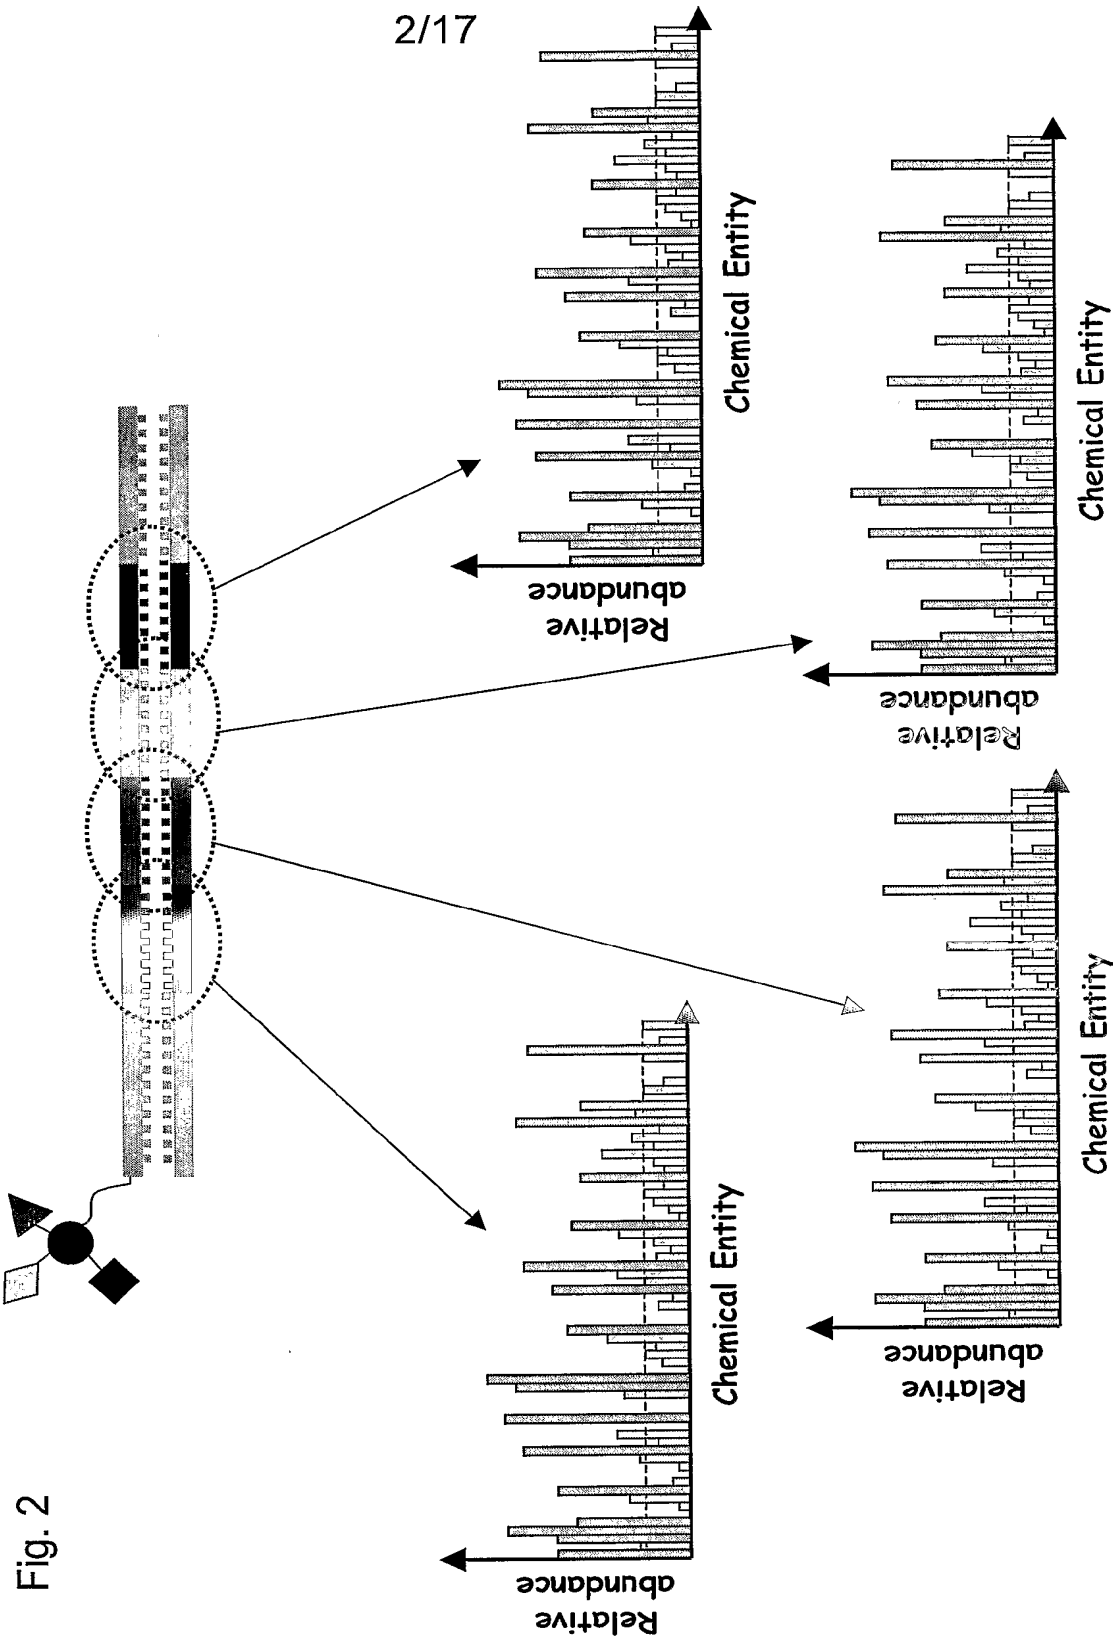 2/17
Fig. 2
Relative
abundance
Chemical Entity
Relative
abundance
Chemical Entity
Relative
abundance
Chemical Entity
Relative
abundance
Chemical Entity